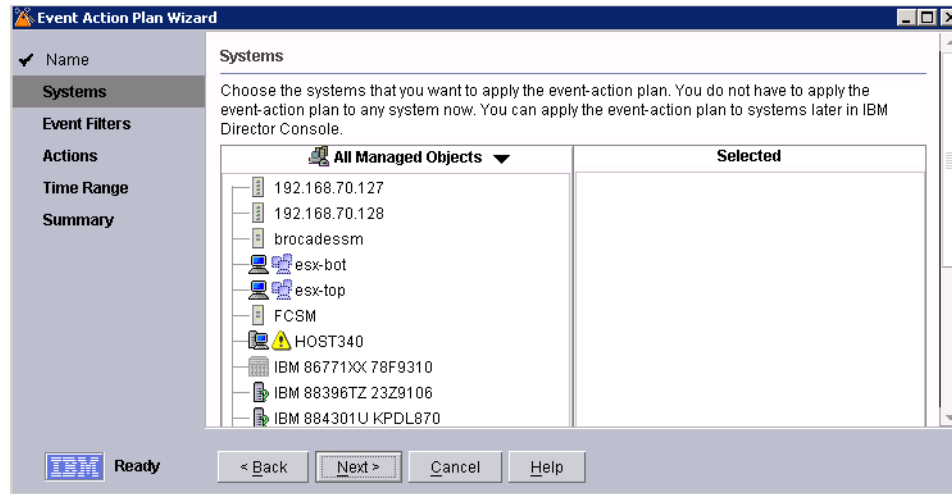 Event Action Plan Wizard
Name
Systems
Event Filters
Actions
Time Range
Summary
Systems
Choose the systems that you want to apply the event-action plan. You do not have to apply the
event-action plan to any system now. You can apply the event-action plan to systems later in IBM
Director Console.
All Managed Objects
Selected
192.168.70.127
192.168.70.128
brocadessm
esx-bot
esx-top
FCSM
HOST340
IBM 86771XX 78F9310
IBM 88396TZ 23Z9106
IBM 884301U KPDL870
IBM Ready
< Back
Next >
Cancel
Help